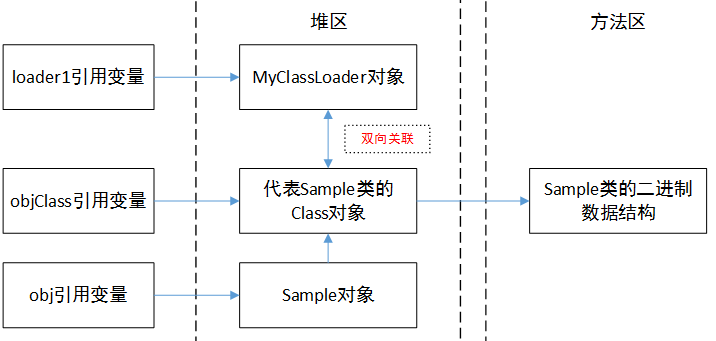 堆区
方法区
loader1引用变量
MyClassLoader对象
双向关联
objClass引用变量
代表Sample类的
Class对象
Sample类的二进制
数据结构
obj引用变量
Sample对象